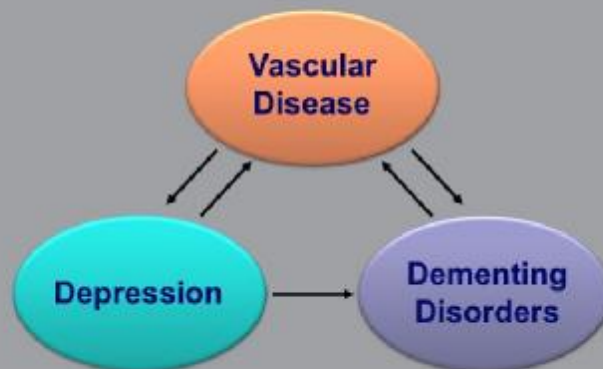 Vascular
Disease
Depression
Dementing
Disorders